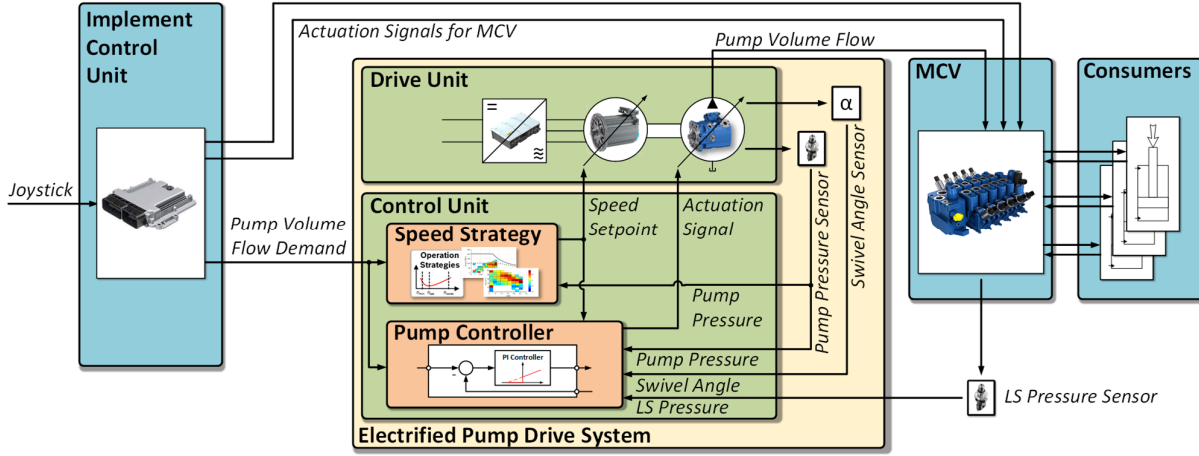 Implement
Control
Unit
Actuation Signals for MCV
Pump Volume Flow
Drive Unit
MCV
Consumers
=
≈
α
Joystick
Pump Volume
Flow Demand
Control Unit
Speed
Setpoint
Actuation
Signal
Pump Pressure Sensor
Swivel Angle Sensor
Speed Strategy
Operation
Strategies
Pump
Pressure
Pump Controller
PI Controller
-
Pump Pressure
Swivel Angle
LS Pressure
LS Pressure Sensor
Electrified Pump Drive System